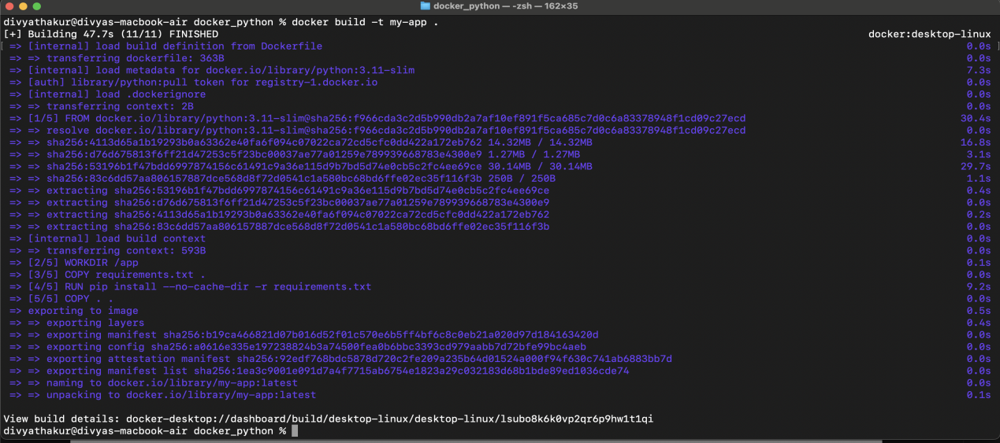 docker_python — -zsh — 162×35
divyathakur@divyas-macbook-air docker_python % docker build -t my-app .
[+] Building 47.7s (11/11) FINISHED docker:desktop-linux
=> [internal] load build definition from Dockerfile 0.0s
=> => transferring dockerfile: 363B 0.0s
=> [internal] load metadata for docker.io/library/python:3.11-slim 7.3s
=> [auth] library/python:pull token for registry-1.docker.io 0.0s
=> [internal] load .dockerignore 0.0s
=> => transferring context: 2B 0.0s
=> [1/5] FROM docker.io/library/python:3.11-slim@sha256:f966cda3c2d5b990db2a7af10ef891f5ca685c7d0c6a83378948f1cd09c27ecd 30.4s
=> => resolve docker.io/library/python:3.11-slim@sha256:f966cda3c2d5b990db2a7af10ef891f5ca685c7d0c6a83378948f1cd09c27ecd 0.0s
=> => sha256:4113d65a1b19293b0a63362e40fa6f094c07022ca72cd5cfc0dd422a172eb762 14.32MB / 14.32MB 16.8s
=> => sha256:d76d675813f6ff21d47253c5f23bc00037ae77a01259e789939668783e4300e9 1.27MB / 1.27MB 3.1s
=> => sha256:53196b1f47bdd6997874156c61491c9a36e115d9b7bd5d74e0cb5c2fc4ee69ce 30.14MB / 30.14MB 29.7s
=> => sha256:83c6dd57aa806157887dce568d8f72d0541c1a580bc68bd6ffe02ec35f116f3b 250B / 250B 1.1s
=> => extracting sha256:53196b1f47bdd6997874156c61491c9a36e115d9b7bd5d74e0cb5c2fc4ee69ce 0.4s
=> => extracting sha256:d76d675813f6ff21d47253c5f23bc00037ae77a01259e789939668783e4300e9 0.0s
=> => extracting sha256:4113d65a1b19293b0a63362e40fa6f094c07022ca72cd5cfc0dd422a172eb762 0.2s
=> => extracting sha256:83c6dd57aa806157887dce568d8f72d0541c1a580bc68bd6ffe02ec35f116f3b 0.0s
=> [internal] load build context 0.0s
=> => transferring context: 593B 0.0s
=> [2/5] WORKDIR /app 0.1s
=> [3/5] COPY requirements.txt . 0.0s
=> [4/5] RUN pip install --no-cache-dir -r requirements.txt 9.2s
=> [5/5] COPY . . 0.0s
=> exporting to image 0.5s
=> => exporting layers 0.4s
=> => exporting manifest sha256:b19ca466821d07b016d52f01c570e6b5ff4bf6c8c0eb21a020d97d184163420d 0.0s
=> => exporting config sha256:a0616e335e197238824b3a74500fea0b6bbc3393cd979aabb7d72bfe99bc4aeb 0.0s
=> => exporting attestation manifest sha256:92edf768bdc5878d720c2fe209a235b64d01524a000f94f630c741ab6883bb7d 0.0s
=> => exporting manifest list sha256:1ea3c9001e091d7a4f7715ab6754e1823a29c032183d68b1bde89ed1036cde74 0.0s
=> => naming to docker.io/library/my-app:latest 0.0s
=> => unpacking to docker.io/library/my-app:latest 0.1s
View build details: docker-desktop://dashboard/build/desktop-linux/desktop-linux/lsubo8k6k0vp2qr6p9hw1t1qi
divyathakur@divyas-macbook-air docker_python %